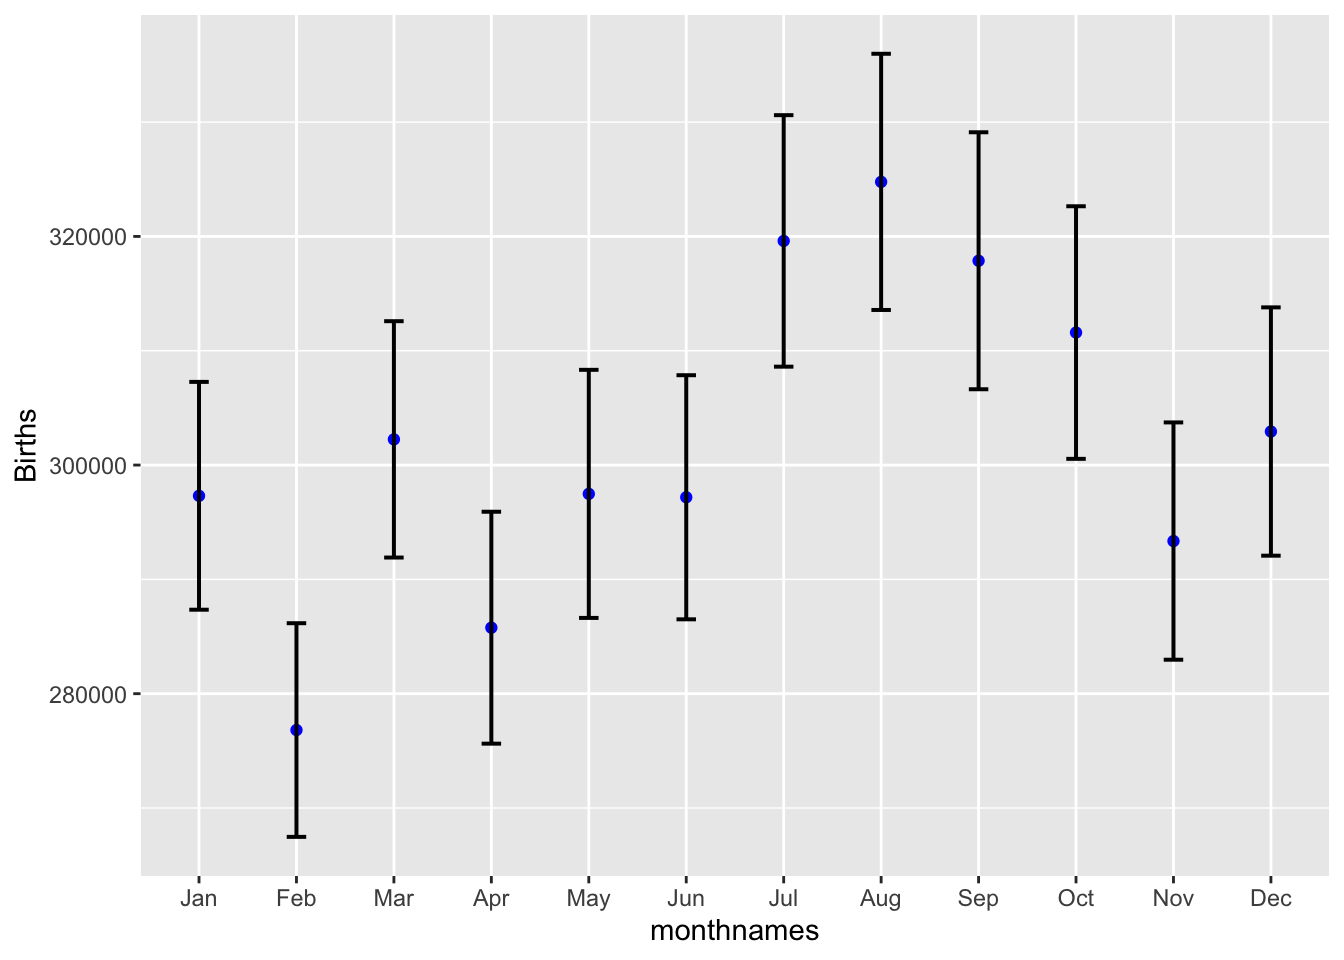 Births
320000
300000
280000
Jan Feb Mar Apr May Jun Jul Aug Sep Oct Nov Dec
monthnames